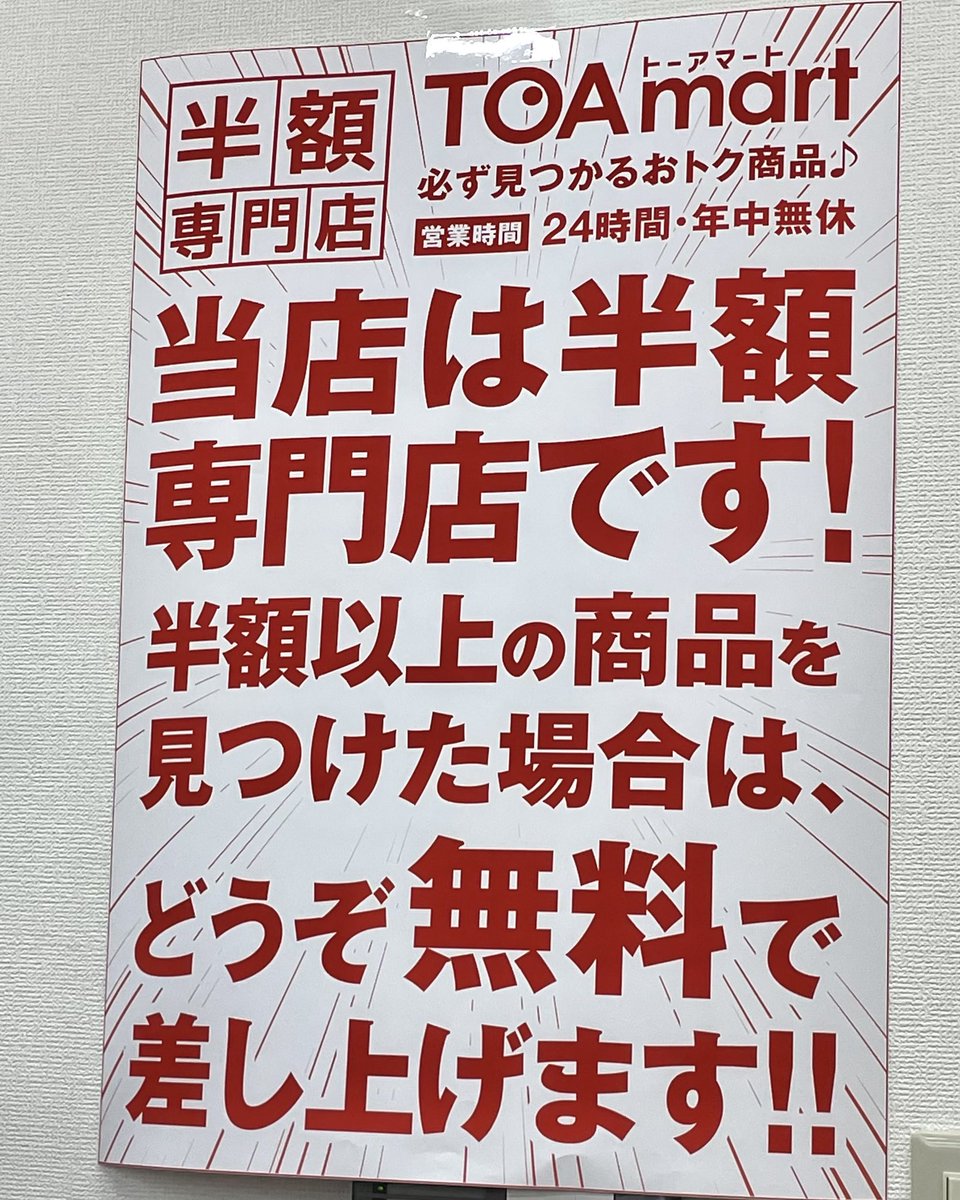 半額
専門店
トーアマート
TOAmart
必ず見つかるおトク商品♪
営業時間 24時間・年中無休
当店は半額
専門店です!
半額以上の商品を
見つけた場合は、
どうぞ無料で
差し上げます!!